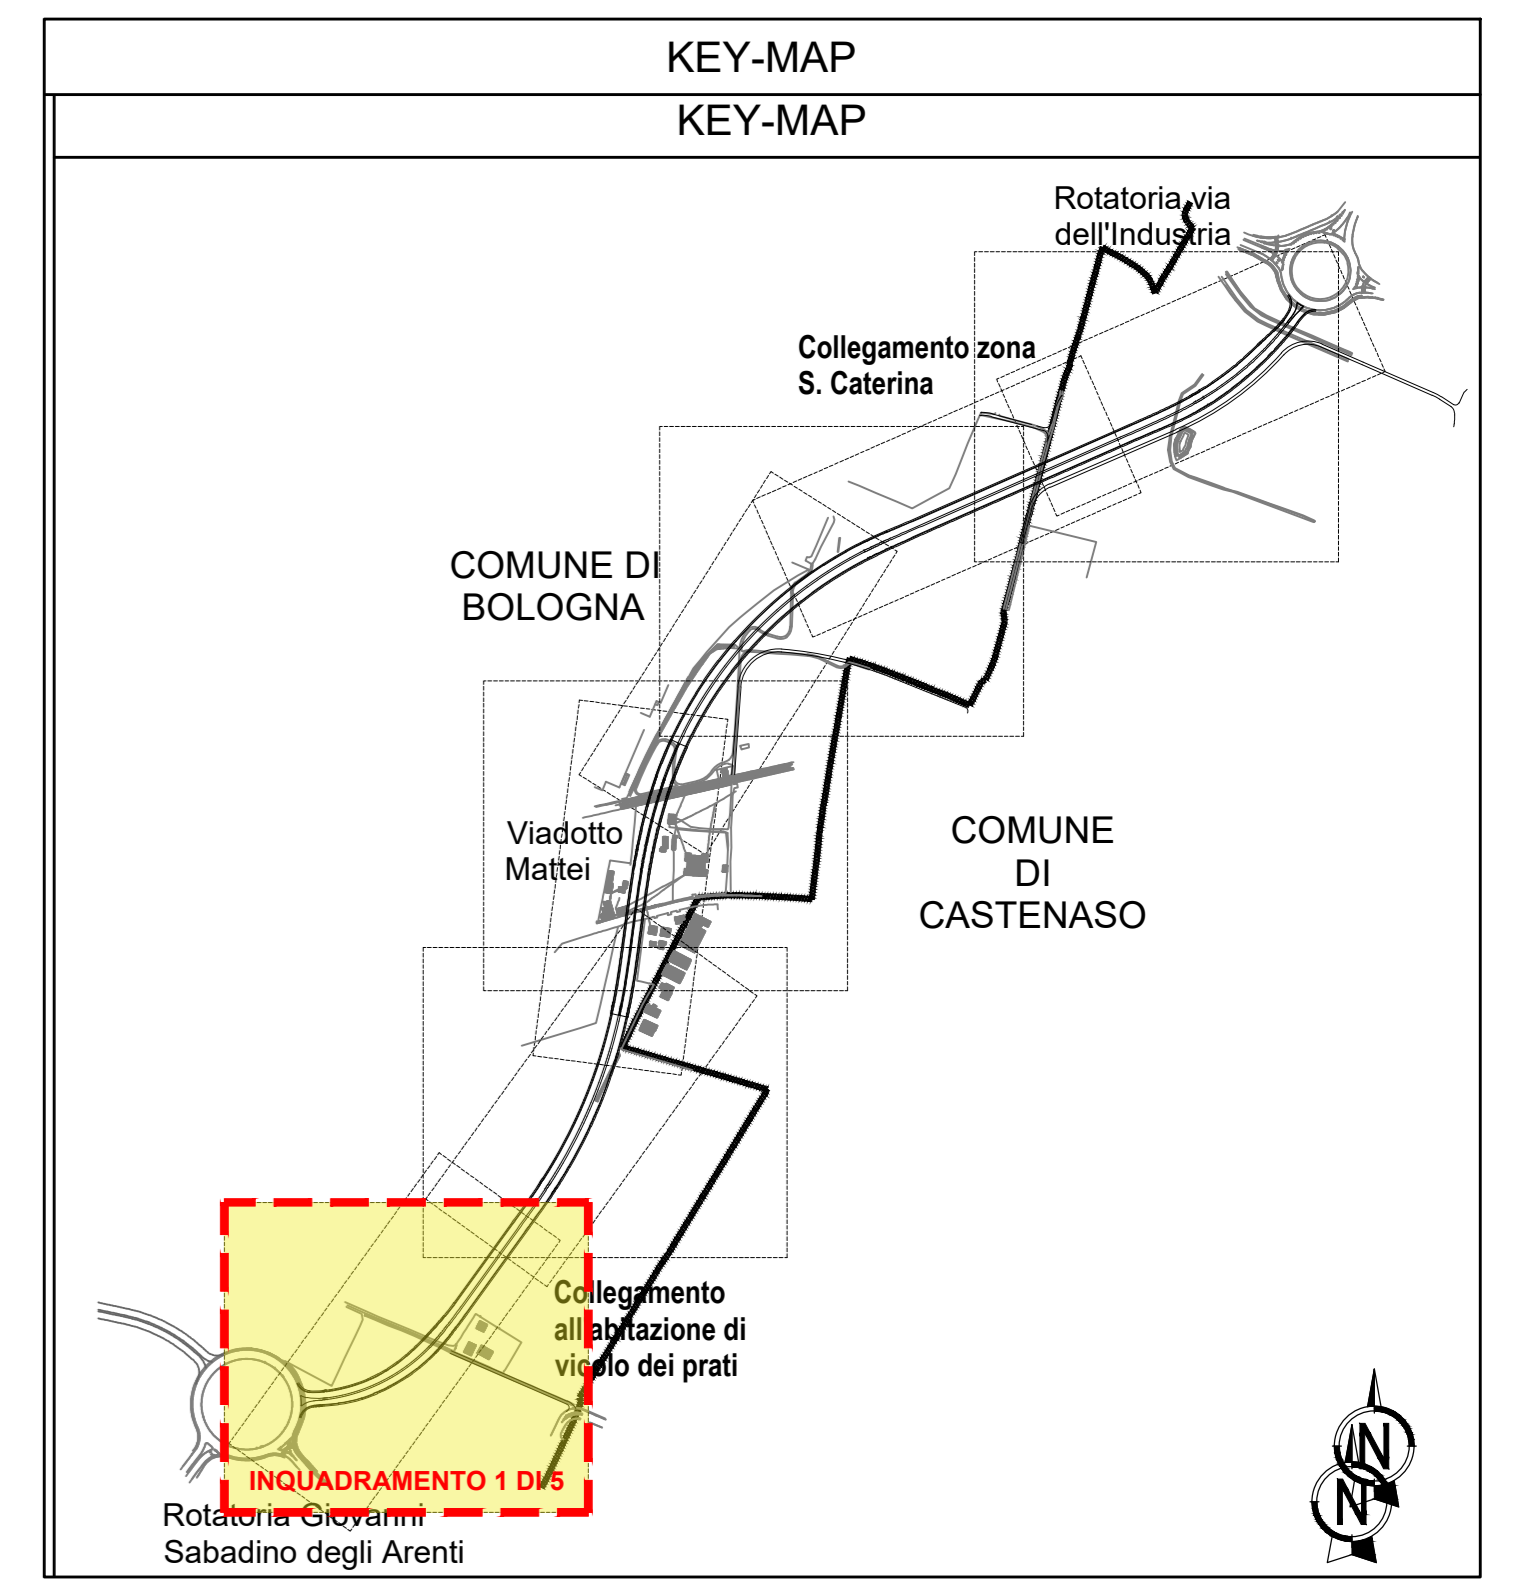 KEY-MAP
KEY-MAP
Rotatoria via
dell'Industria
Collegamento zona
S. Caterina
COMUNE DI
BOLOGNA
Viadotto
Mattei
COMUNE
DI
CASTENASO
Collegamento
all'abitazione di
vicolo dei prati
INQUADRAMENTO 1 DI 5
Rotatoria Giovanni
Sabadino degli Arenti
N
N